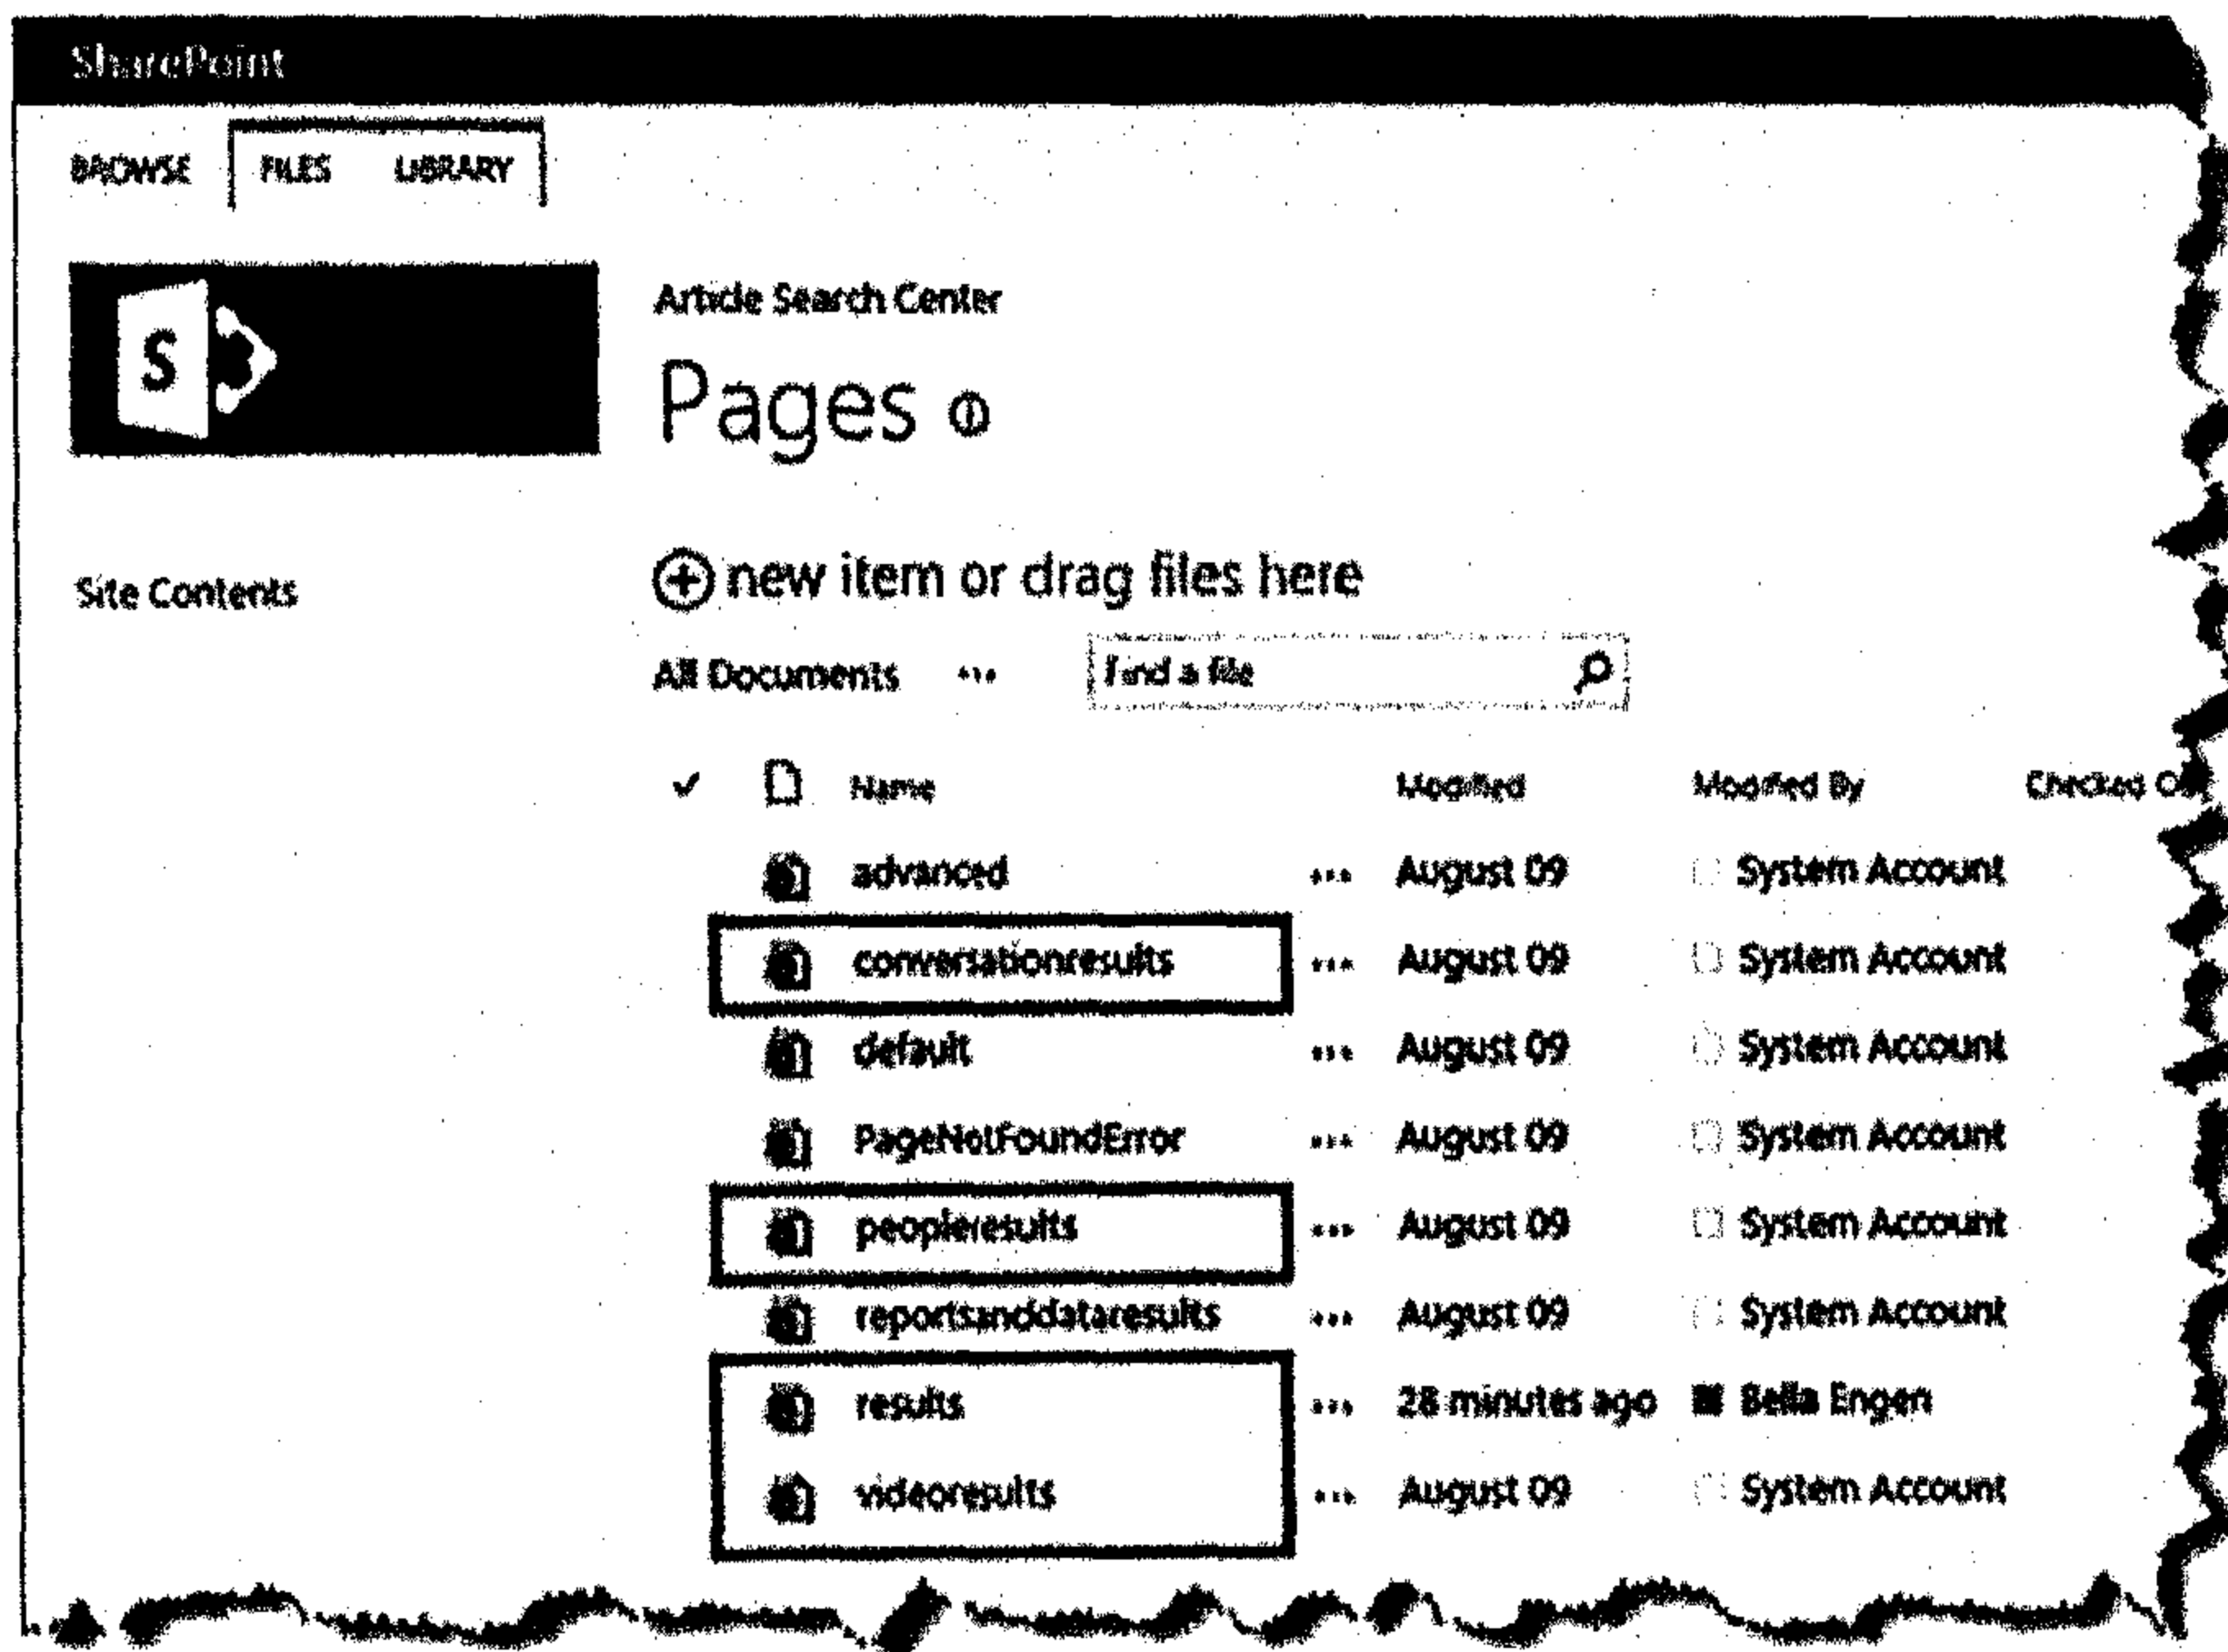 SharePoint
BROWSE FILES LIBRARY
S
Article Search Center
Pages
Site Contents
new item or drag files here
All Documents ... Find a file
Name Modified Modified By Checked
advanced ... August 09 System Account
conversationresults ... August 09 System Account
default ... August 09 System Account
PageNotFoundError ... August 09 System Account
peopleresults ... August 09 System Account
reportsanddataresults ... August 09 System Account
results ... 28 minutes ago Bella Engen
videoresults ... August 09 System Account